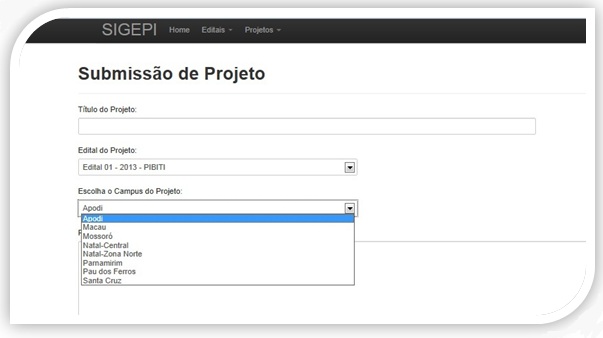 SIGEPI Home Editais Projetos
Submissão de Projeto
Título do Projeto:
Edital do Projeto:
Edital 01 - 2013 - PIBITI
Escolha o Campus do Projeto:
Apodi
Apodi
Macau
Mossoró
Natal-Central
Natal-Zona Norte
Parnamirim
Pau dos Ferros
Santa Cruz